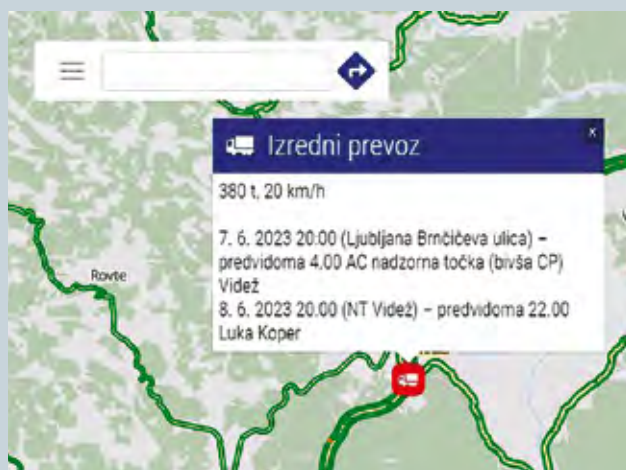 Izredni prevoz
x
380 t, 20 km/h
7. 6. 2023 20:00 (Ljubljana Brnčičeva ulica) –
predvidoma 4.00 AC nadzorna točka (bivša CP)
Videž
8. 6. 2023 20.00 (NT Videž) – predvidoma 22.00
Luka Koper
Rovte